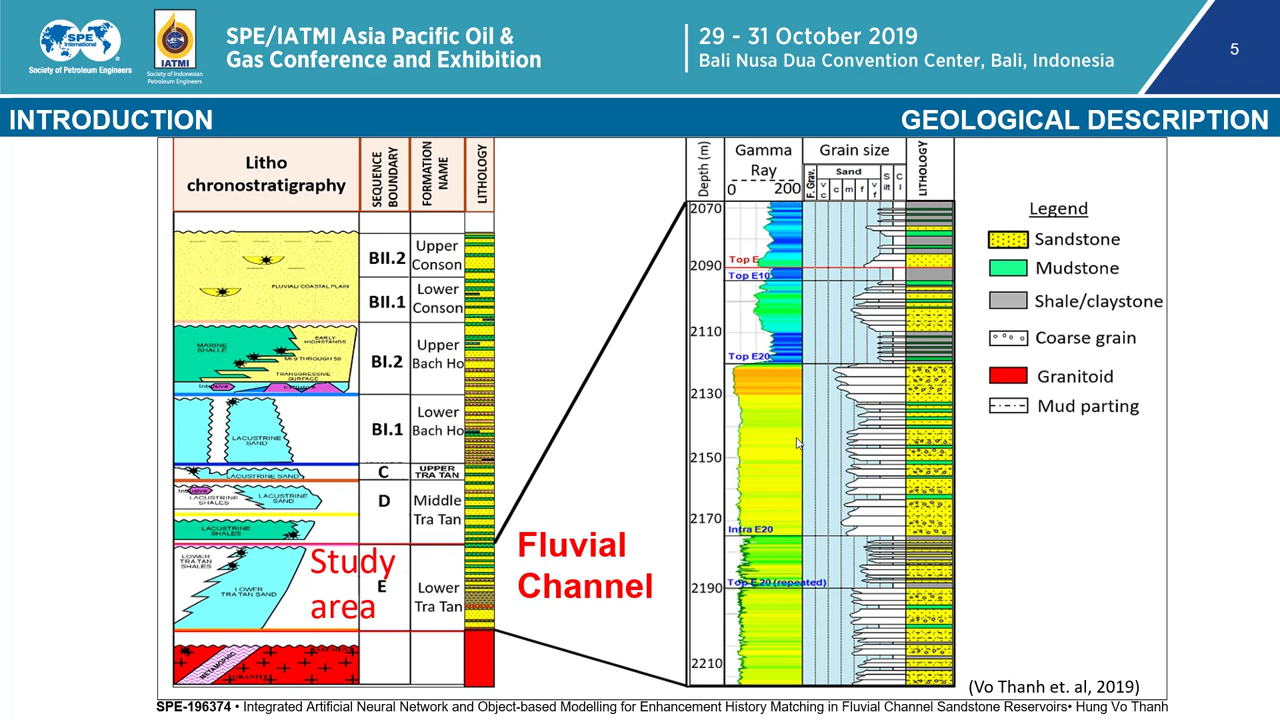 SPE
International
Society of Petroleum Engineers
IATMI
Society of Indonesian
Petroleum Engineers
SPE/IATMI Asia Pacific Oil &
Gas Conference and Exhibition
29 - 31 October 2019
Bali Nusa Dua Convention Center, Bali, Indonesia
5
INTRODUCTION
GEOLOGICAL DESCRIPTION
Litho
chronostratigraphy
SEQUENCE
BOUNDARY
FORMATION
NAME
LITHOLOGY
BII.2
Upper
Conson
BII.1
Lower
Conson
FLUVIAL/ COASTAL PLAIN
BI.2
Upper
Bach Ho
MARINE
SHALLE
EARLY
HIGHSTANDS
TRANSGRESSIVE
SURFACE
Intrusive
BI.1
Lower
Bach Ho
LACUSTRINE
SAND
C
UPPER
TRA TAN
LACUSTRINE SAND
D
Middle
Tra Tan
Intrusive
LACUSTRINE
SHALES
LACUSTRINE
SAND
LACUSTRINE
SHALES
LOWER
TRA TAN
SHALES
LOWER
TRA TAN SAND
Study
area
E
Lower
Tra Tan
METAMOPHIC
Fluvial
Channel
Depth (m)
Gamma
Ray
0
200
Grain size
F. Grav.
Sand
V
c
c
m
f
V
f
S
ilt
C
l
LITHOLOGY
2070
Top E
2090
Top E10
2110
Top E20
2130
2150
2170
Intra E20
Top E 20 (repeated)
2190
2210
Legend
Sandstone
Mudstone
Shale/claystone
Coarse grain
Granitoid
Mud parting
(Vo Thanh et. al, 2019)
SPE-196374 • Integrated Artificial Neural Network and Object-based Modelling for Enhancement History Matching in Fluvial Channel Sandstone Reservoirs• Hung Vo Thanh